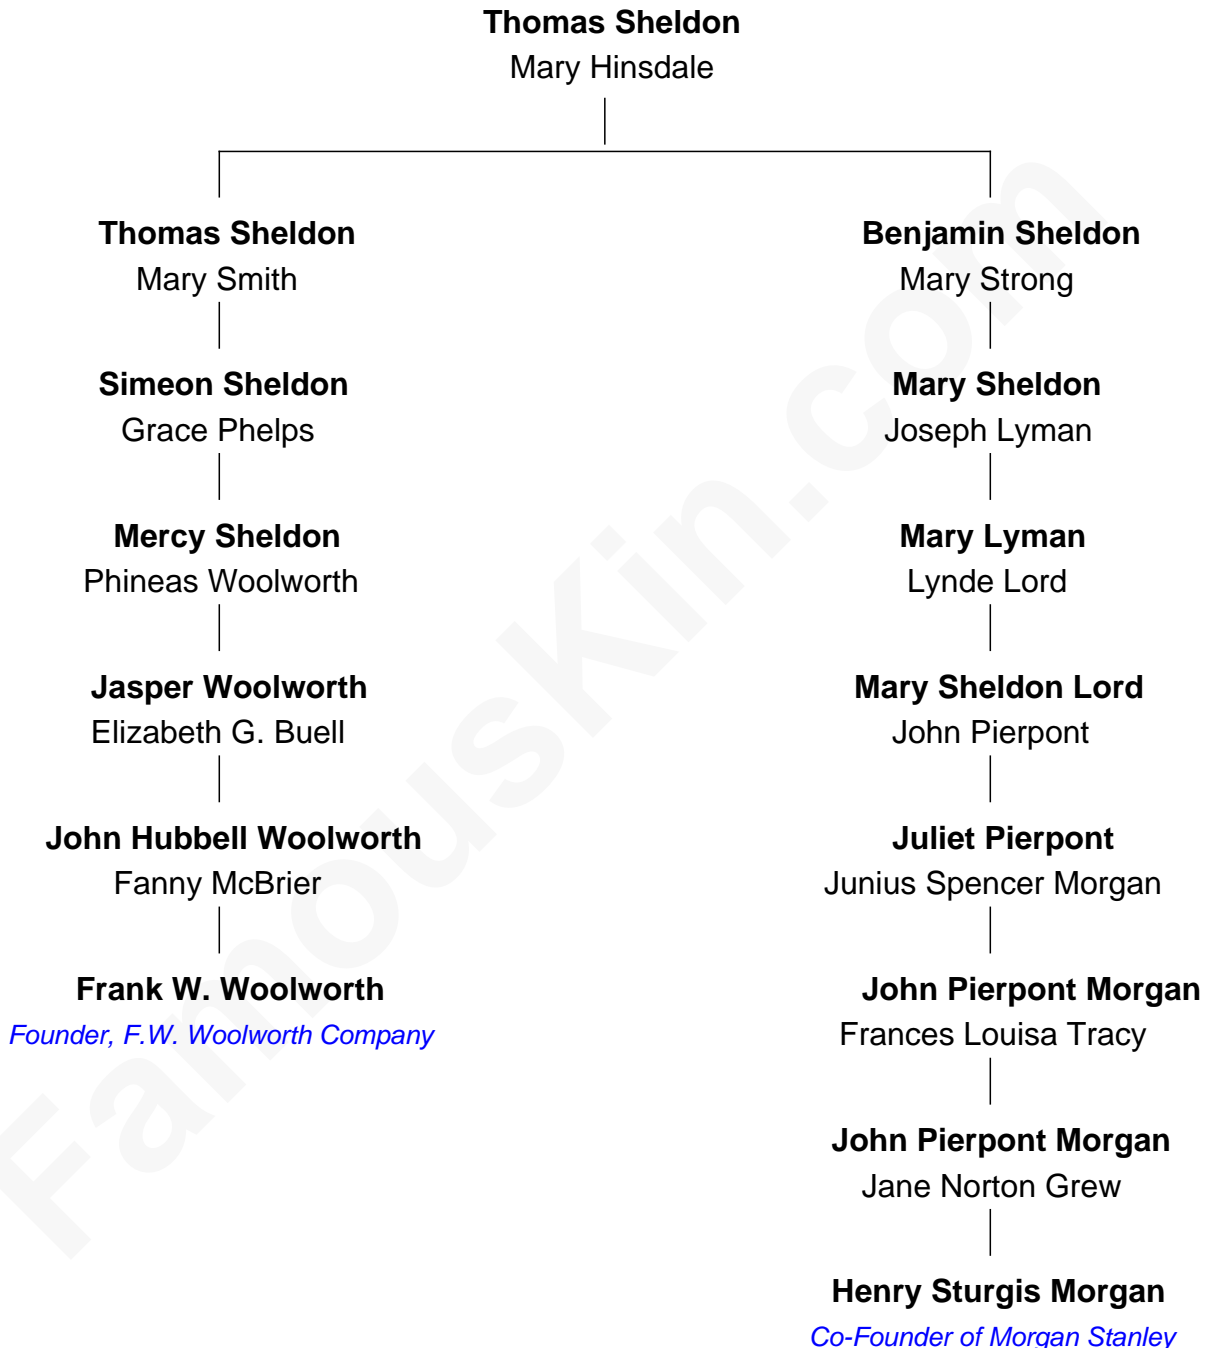 Thomas Sheldon
Mary Hinsdale
Thomas Sheldon
Mary Smith
Benjamin Sheldon
Mary Strong
Simeon Sheldon
Grace Phelps
Mary Sheldon
Joseph Lyman
Mercy Sheldon
Phineas Woolworth
Mary Lyman
Lynde Lord
Jasper Woolworth
Elizabeth G. Buell
Mary Sheldon Lord
John Pierpont
John Hubbell Woolworth
Fanny McBrier
Juliet Pierpont
Junius Spencer Morgan
Frank W. Woolworth
Founder, F.W. Woolworth Company
John Pierpont Morgan
Frances Louisa Tracy
John Pierpont Morgan
Jane Norton Grew
Henry Sturgis Morgan
Co-Founder of Morgan Stanley
FamousKin.com